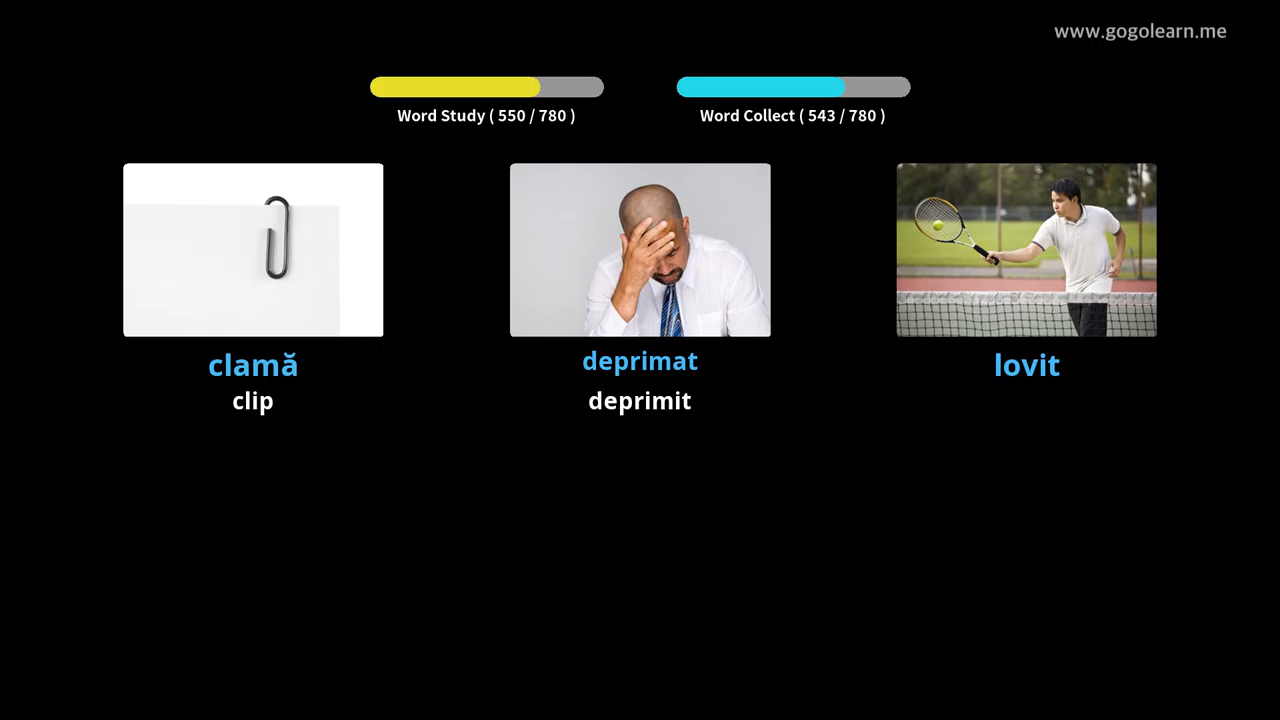 www.gogolearn.me
Word Study ( 550 / 780 )
Word Collect ( 543 / 780 )
clamă
deprimat
lovit
clip
deprimit